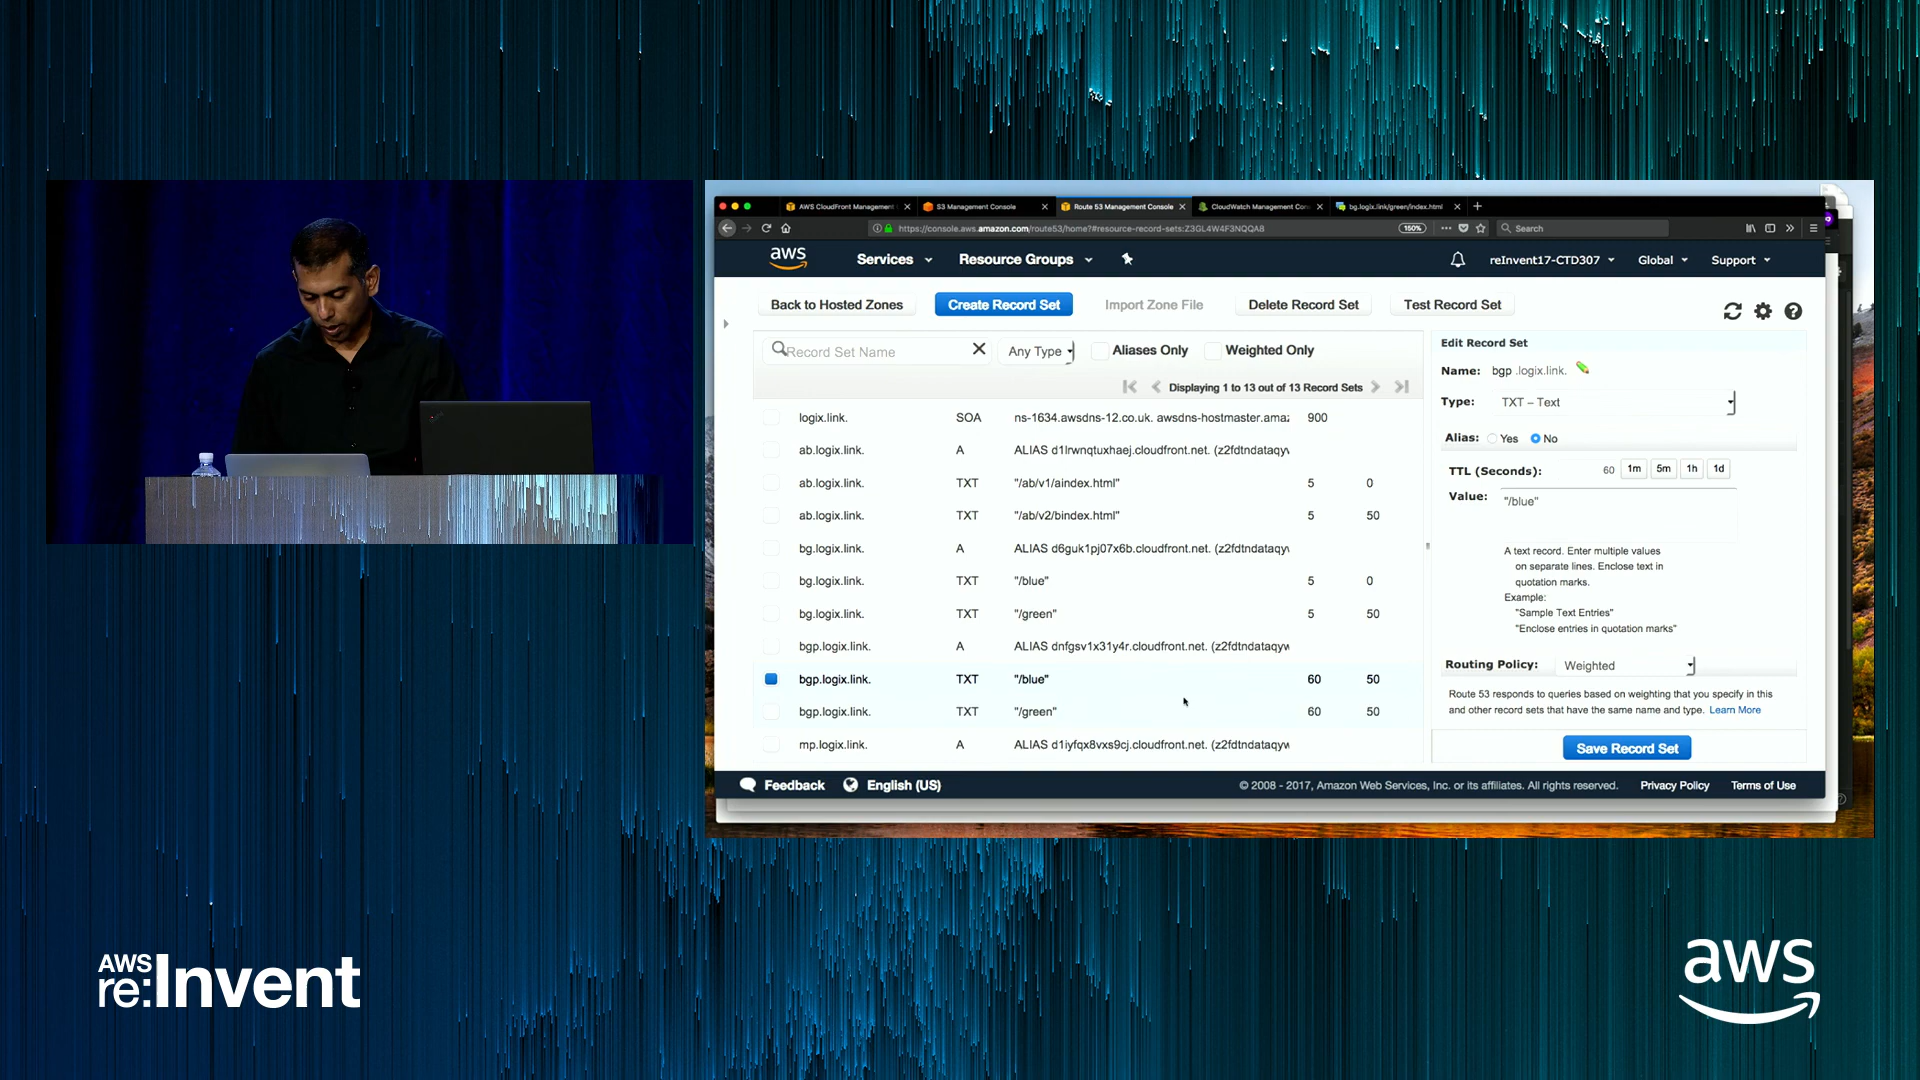 AWS CloudFront Management
S3 Management Console
Route 53 Management Console
CloudWatch Management Con
bg.logix.link/green/index.html
https://console.aws.amazon.com/route53/home?#resource-record-sets:Z3GL4W4F3NQQA8
150%
Search
aws
Services
Resource Groups
reInvent17-CTD307
Global
Support
Back to Hosted Zones
Create Record Set
Import Zone File
Delete Record Set
Test Record Set
Record Set Name
Any Type
Aliases Only
Weighted Only
Displaying 1 to 13 out of 13 Record Sets
logix.link. SOA ns-1634.awsdns-12.co.uk. awsdns-hostmaster.ama 900
ab.logix.link. A ALIAS d1lrwnqtuxhaej.cloudfront.net. (z2fdtndataqyw
ab.logix.link. TXT "/ab/v1/aindex.html" 5 0
ab.logix.link. TXT "/ab/v2/bindex.html" 5 50
bg.logix.link. A ALIAS d6guk1pj07x6b.cloudfront.net. (z2fdtndataqyw
bg.logix.link. TXT "/blue" 5 0
bg.logix.link. TXT "/green" 5 50
bgp.logix.link. A ALIAS dnfgsv1x31y4r.cloudfront.net. (z2fdtndataqyw
bgp.logix.link. TXT "/blue" 60 50
bgp.logix.link. TXT "/green" 60 50
mp.logix.link. A ALIAS d1iyfqx8vxs9cj.cloudfront.net. (z2fdtndataqyw
Edit Record Set
Name: bgp .logix.link.
Type: TXT – Text
Alias: Yes No
TTL (Seconds): 60 1m 5m 1h 1d
Value: "/blue"
A text record. Enter multiple values
on separate lines. Enclose text in
quotation marks.
Example:
"Sample Text Entries"
"Enclose entries in quotation marks"
Routing Policy: Weighted
Route 53 responds to queries based on weighting that you specify in this
and other record sets that have the same name and type. Learn More
Save Record Set
Feedback
English (US)
© 2008 - 2017, Amazon Web Services, Inc. or its affiliates. All rights reserved.
Privacy Policy
Terms of Use
AWS
re:Invent
aws